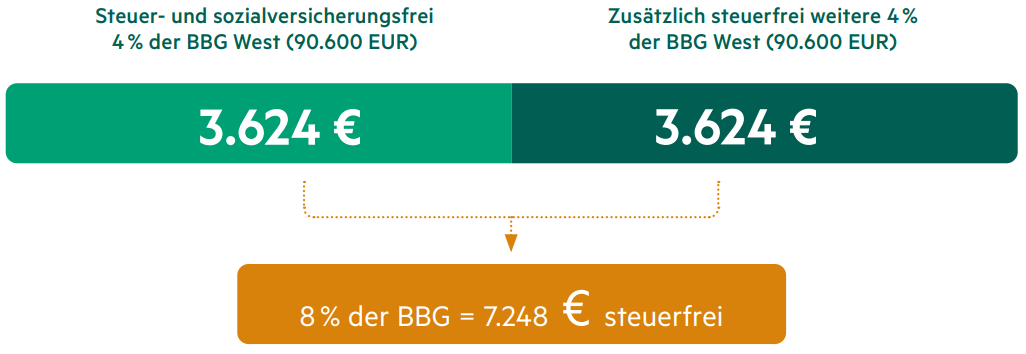 Steuer- und sozialversicherungsfrei
4 % der BBG West (90.600 EUR)
Zusätzlich steuerfrei weitere 4 %
der BBG West (90.600 EUR)
3.624 €
3.624 €
8 % der BBG = 7.248 € steuerfrei